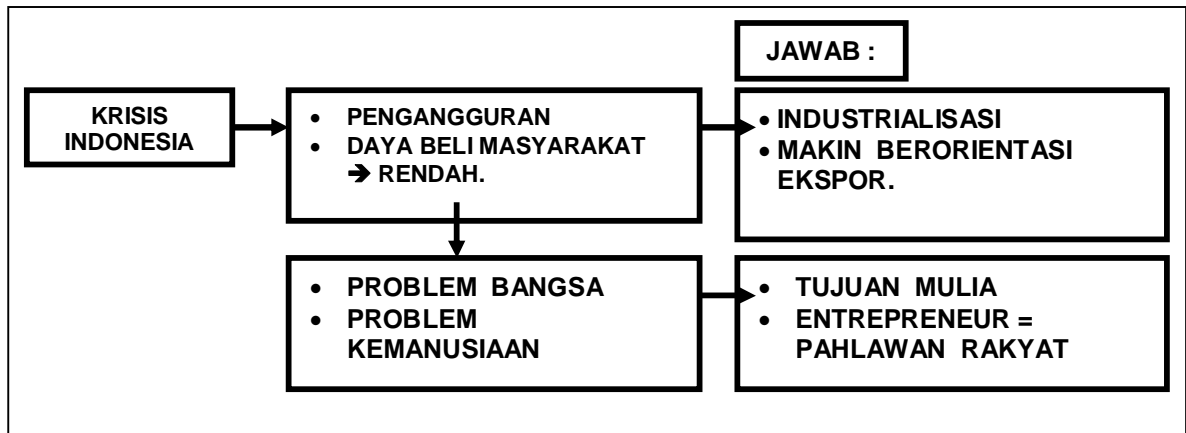 JAWAB :
KRISIS
INDONESIA
• PENGANGGURAN
• DAYA BELI MASYARAKAT
➔ RENDAH.
• INDUSTRIALISASI
• MAKIN BERORIENTASI
EKSPOR.
• PROBLEM BANGSA
• PROBLEM
KEMANUSIAAN
• TUJUAN MULIA
• ENTREPRENEUR =
PAHLAWAN RAKYAT